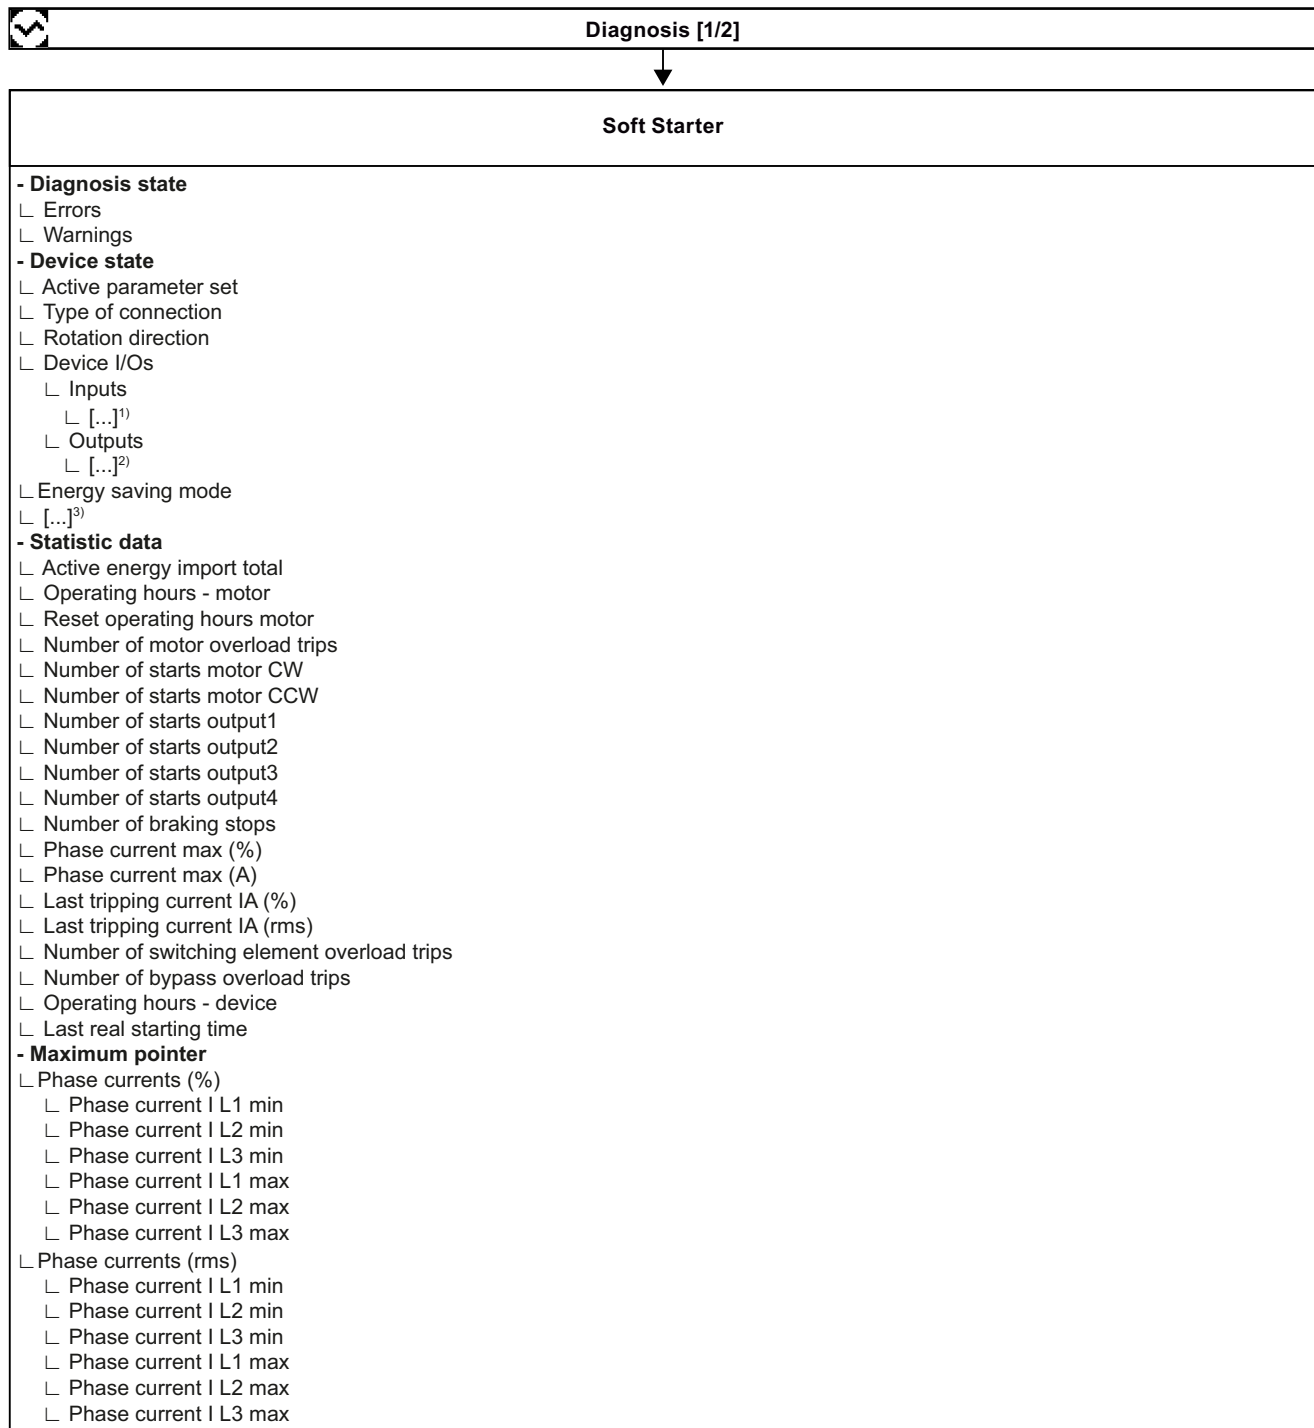 Diagnosis [1/2]
Soft Starter
- Diagnosis state
∟ Errors
∟ Warnings
- Device state
∟ Active parameter set
∟ Type of connection
∟ Rotation direction
∟ Device I/Os
∟ Inputs
∟ [...]1)
∟ Outputs
∟ [...]2)
∟Energy saving mode
∟ [...]3)
- Statistic data
∟ Active energy import total
∟ Operating hours - motor
∟ Reset operating hours motor
∟ Number of motor overload trips
∟ Number of starts motor CW
∟ Number of starts motor CCW
∟ Number of starts output1
∟ Number of starts output2
∟ Number of starts output3
∟ Number of starts output4
∟ Number of braking stops
∟ Phase current max (%)
∟ Phase current max (A)
∟ Last tripping current IA (%)
∟ Last tripping current IA (rms)
∟ Number of switching element overload trips
∟ Number of bypass overload trips
∟ Operating hours - device
∟ Last real starting time
- Maximum pointer
∟Phase currents (%)
∟ Phase current I L1 min
∟ Phase current I L2 min
∟ Phase current I L3 min
∟ Phase current I L1 max
∟ Phase current I L2 max
∟ Phase current I L3 max
∟Phase currents (rms)
∟ Phase current I L1 min
∟ Phase current I L2 min
∟ Phase current I L3 min
∟ Phase current I L1 max
∟ Phase current I L2 max
∟ Phase current I L3 max